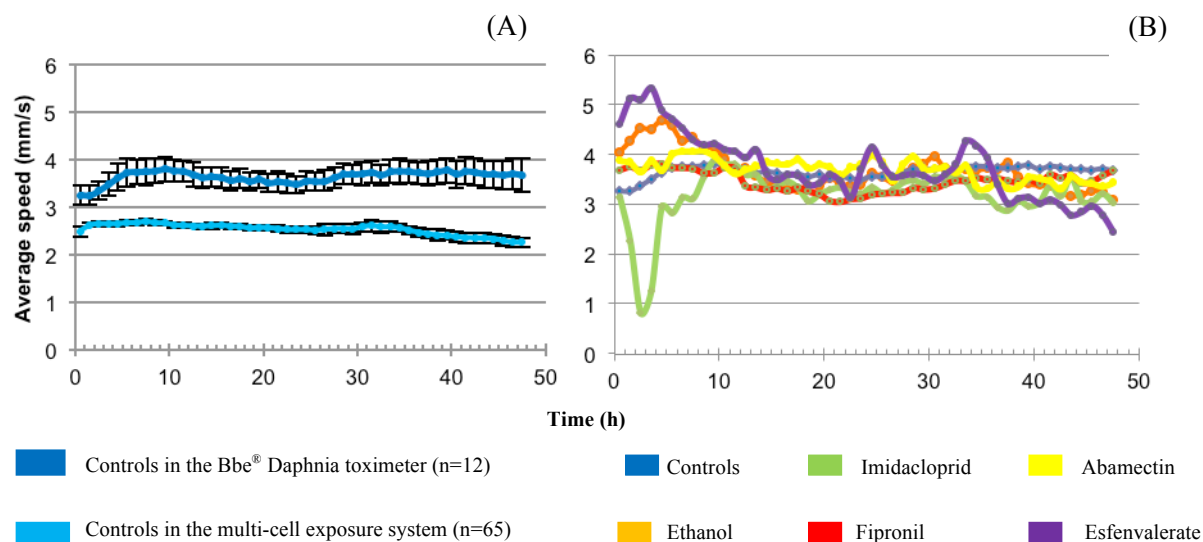 (A)
(B)
Average speed (mm/s)
6
5
4
3
2
1
0
0 10 20 30 40 50
6
5
4
3
2
1
0
0 10 20 30 40 50
Time (h)
Controls in the Bbe® Daphnia toximeter (n=12)
Controls in the multi-cell exposure system (n=65)
Controls Imidacloprid Abamectin
Ethanol Fipronil Esfenvalerate